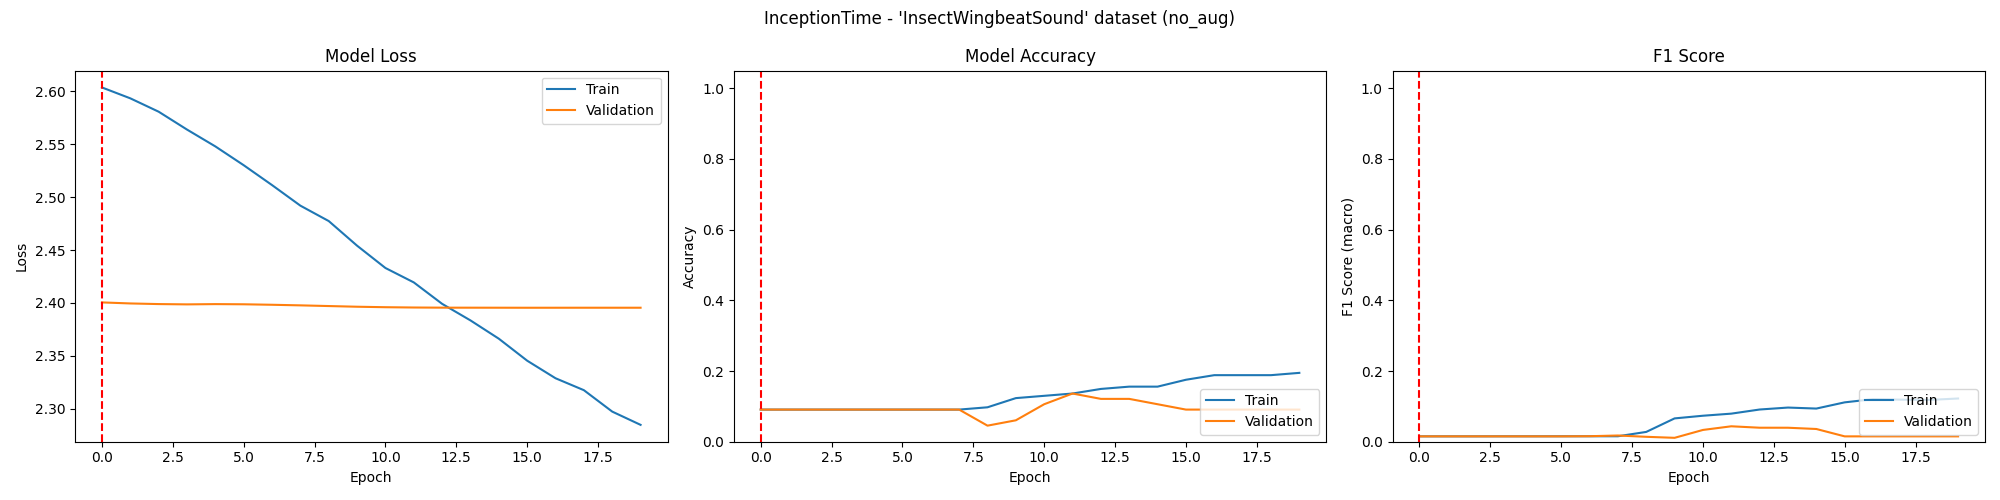 InceptionTime - 'InsectWingbeatSound' dataset (no_aug)
Model Loss
Loss
2.60
2.55
2.50
2.45
2.40
2.35
2.30
Train
Validation
0.0 2.5 5.0 7.5 10.0 12.5 15.0 17.5
Epoch
Model Accuracy
Accuracy
1.0
0.8
0.6
0.4
0.2
0.0
Train
Validation
0.0 2.5 5.0 7.5 10.0 12.5 15.0 17.5
Epoch
F1 Score
F1 Score (macro)
1.0
0.8
0.6
0.4
0.2
0.0
Train
Validation
0.0 2.5 5.0 7.5 10.0 12.5 15.0 17.5
Epoch